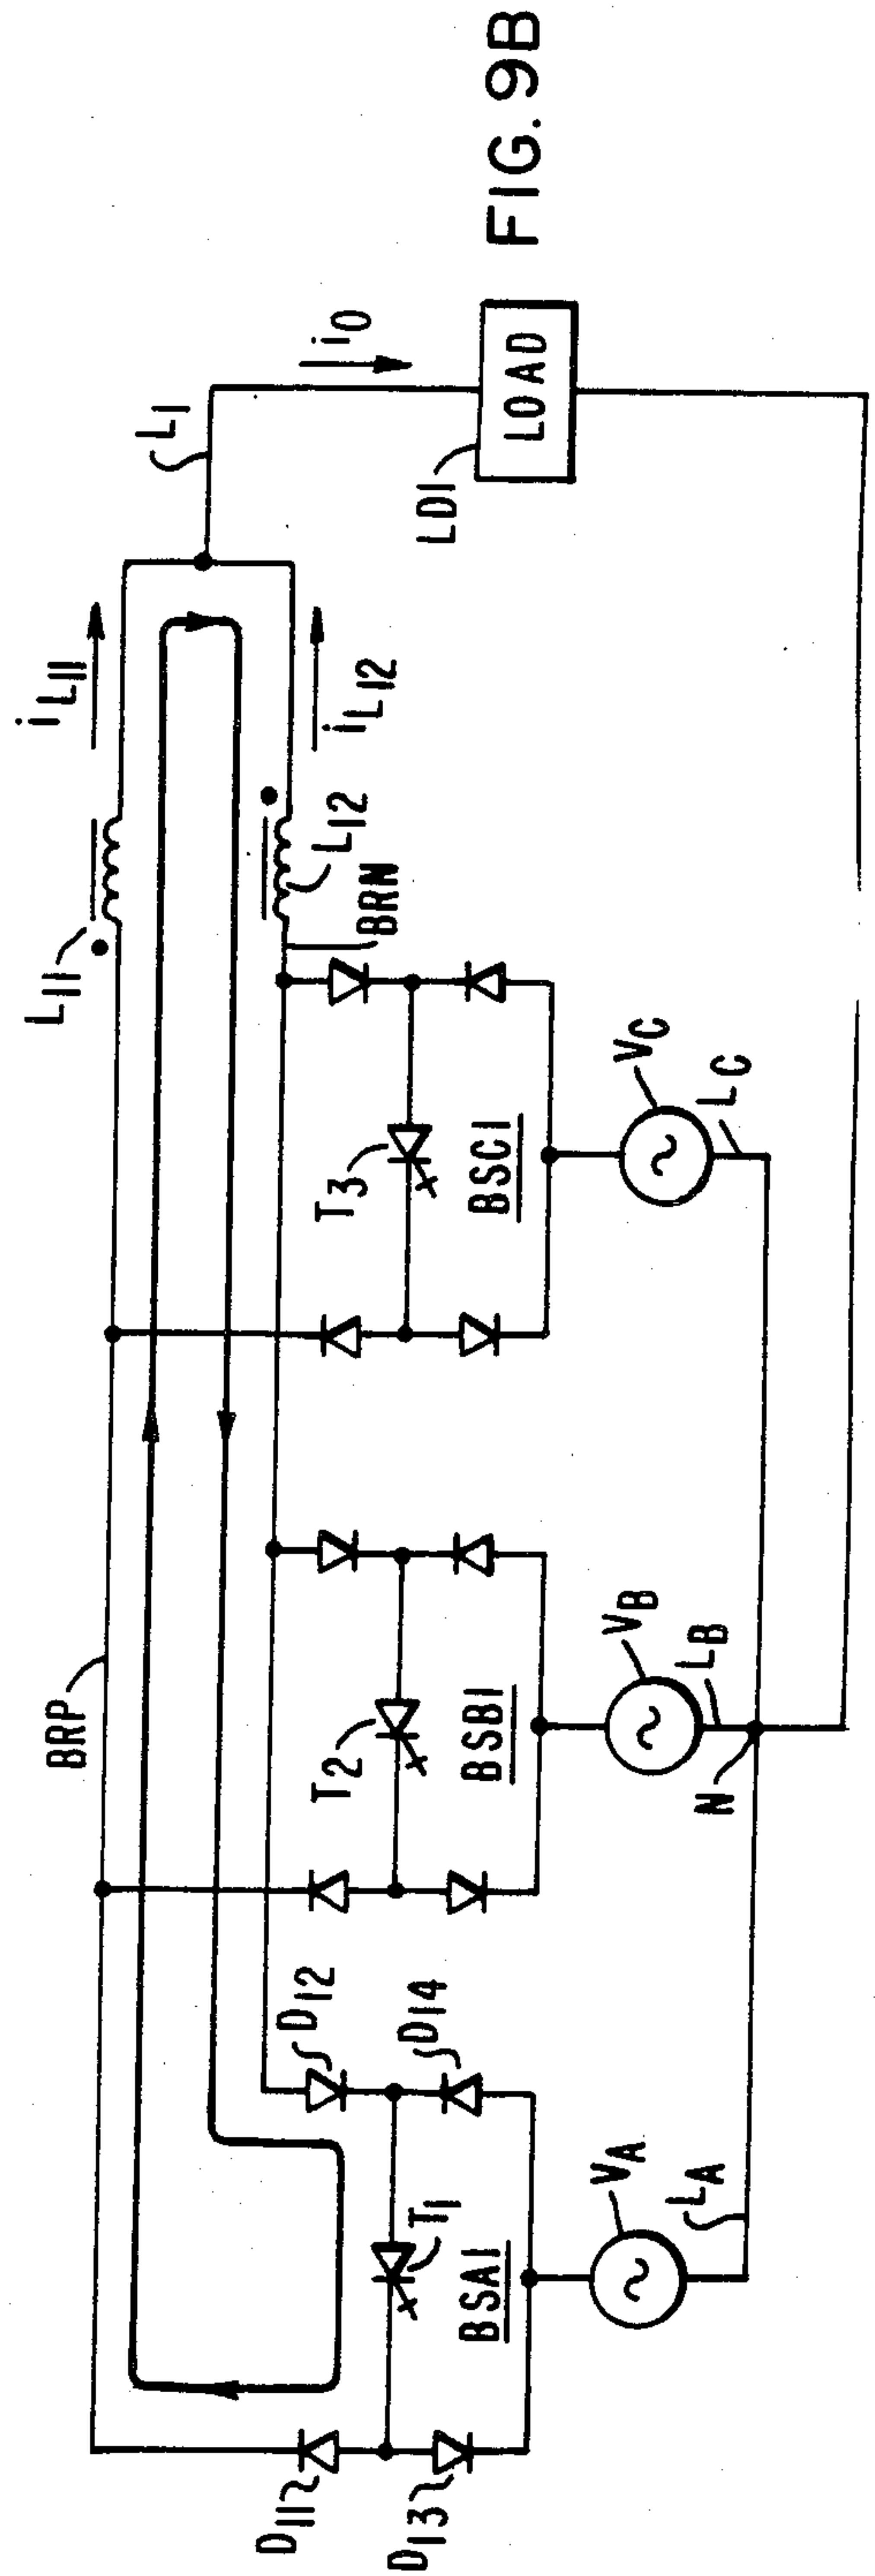 FIG. 9B
iL11
L11
L1
i0
iL12
L12
BRN
LOAD
LD1
BRP
T3
BSC1
VC
LC
T2
BSB1
VB
LB
N
D12
D14
T1
BSA1
VA
LA
D11
D13